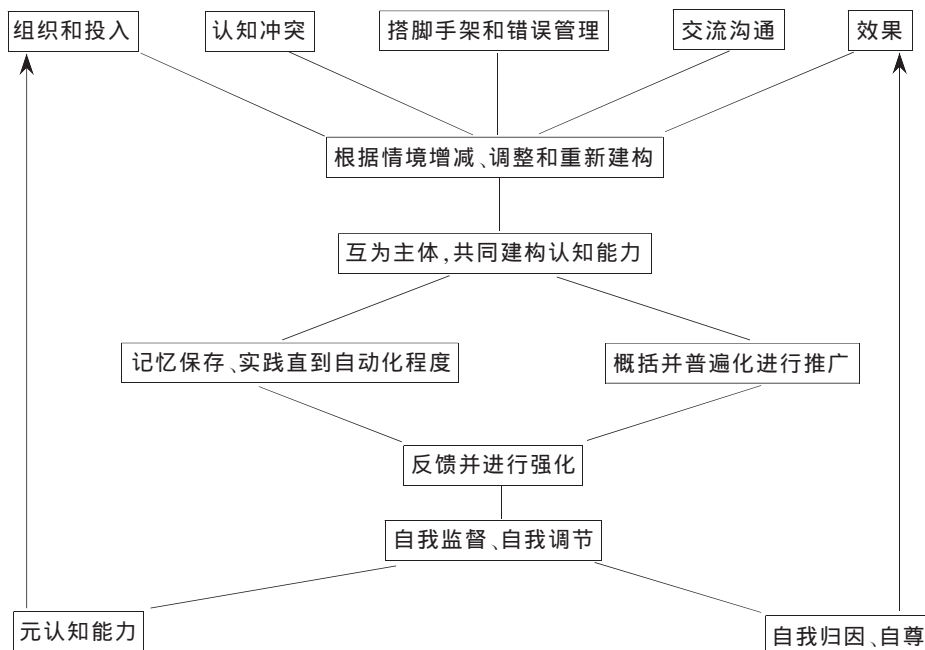 组织和投入
认知冲突
搭脚手架和错误管理
交流沟通
效果
根据情境增减、调整和重新建构
互为主体,共同建构认知能力
记忆保存、实践直到自动化程度
概括并普遍化进行推广
反馈并进行强化
自我监督、自我调节
元认知能力
自我归因、自尊